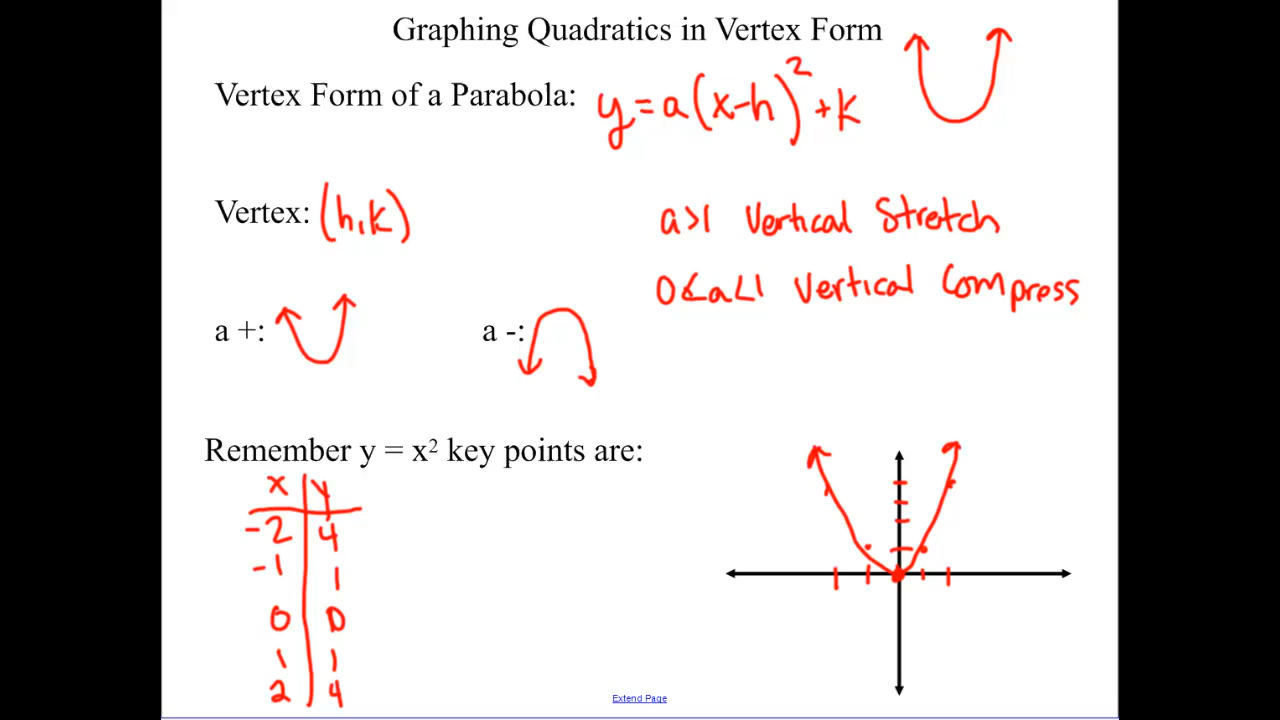 Graphing Quadratics in Vertex Form
Vertex Form of a Parabola: y = a(x-h)² + k
Vertex: (h,k)
a>1 Vertical Stretch
0<a<1 Vertical Compress
a +:
a -:
Remember y = x² key points are:
x y
-2 4
-1 1
0 0
1 1
2 4
Extend Page